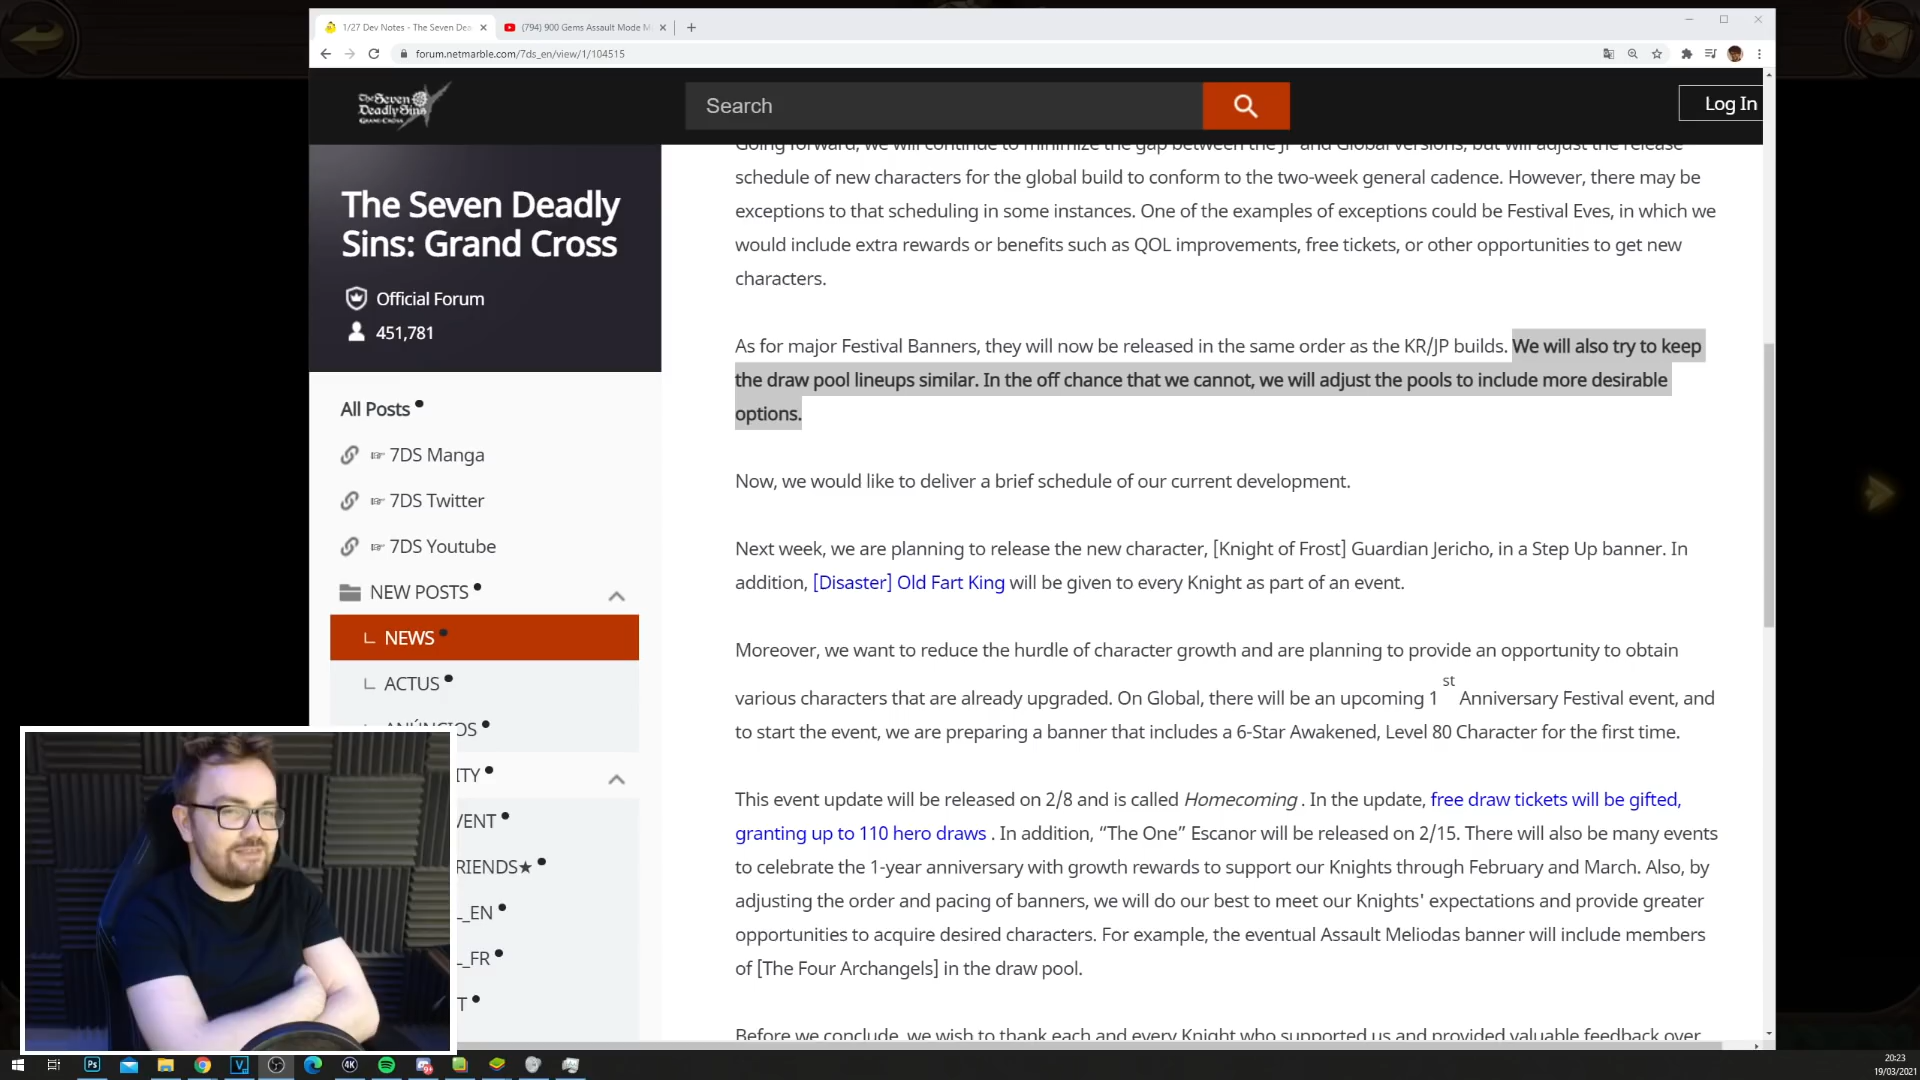 1/27 Dev Notes - The Seven Dea
(794) 900 Gems Assault Mode M
forum.netmarble.com/7ds_en/view/1/104515
The Seven
Deadly Sins
GRAND CROSS
Search
Log In
The Seven Deadly
Sins: Grand Cross
Official Forum
451,781
All Posts
☞ 7DS Manga
☞ 7DS Twitter
☞ 7DS Youtube
NEW POSTS
NEWS
ACTUS
ANÚNCIOS
ITY
VENT
RIENDS★
_EN
_FR
T
Going forward, we will continue to minimize the gap between the JP and Global versions, but will adjust the release
schedule of new characters for the global build to conform to the two-week general cadence. However, there may be
exceptions to that scheduling in some instances. One of the examples of exceptions could be Festival Eves, in which we
would include extra rewards or benefits such as QOL improvements, free tickets, or other opportunities to get new
characters.
As for major Festival Banners, they will now be released in the same order as the KR/JP builds. We will also try to keep
the draw pool lineups similar. In the off chance that we cannot, we will adjust the pools to include more desirable
options.
Now, we would like to deliver a brief schedule of our current development.
Next week, we are planning to release the new character, [Knight of Frost] Guardian Jericho, in a Step Up banner. In
addition, [Disaster] Old Fart King will be given to every Knight as part of an event.
Moreover, we want to reduce the hurdle of character growth and are planning to provide an opportunity to obtain
various characters that are already upgraded. On Global, there will be an upcoming 1st Anniversary Festival event, and
to start the event, we are preparing a banner that includes a 6-Star Awakened, Level 80 Character for the first time.
This event update will be released on 2/8 and is called Homecoming . In the update, free draw tickets will be gifted,
granting up to 110 hero draws . In addition, “The One” Escanor will be released on 2/15. There will also be many events
to celebrate the 1-year anniversary with growth rewards to support our Knights through February and March. Also, by
adjusting the order and pacing of banners, we will do our best to meet our Knights' expectations and provide greater
opportunities to acquire desired characters. For example, the eventual Assault Meliodas banner will include members
of [The Four Archangels] in the draw pool.
Before we conclude, we wish to thank each and every Knight who supported us and provided valuable feedback over
Ps
V
4K
20:23
19/03/2021